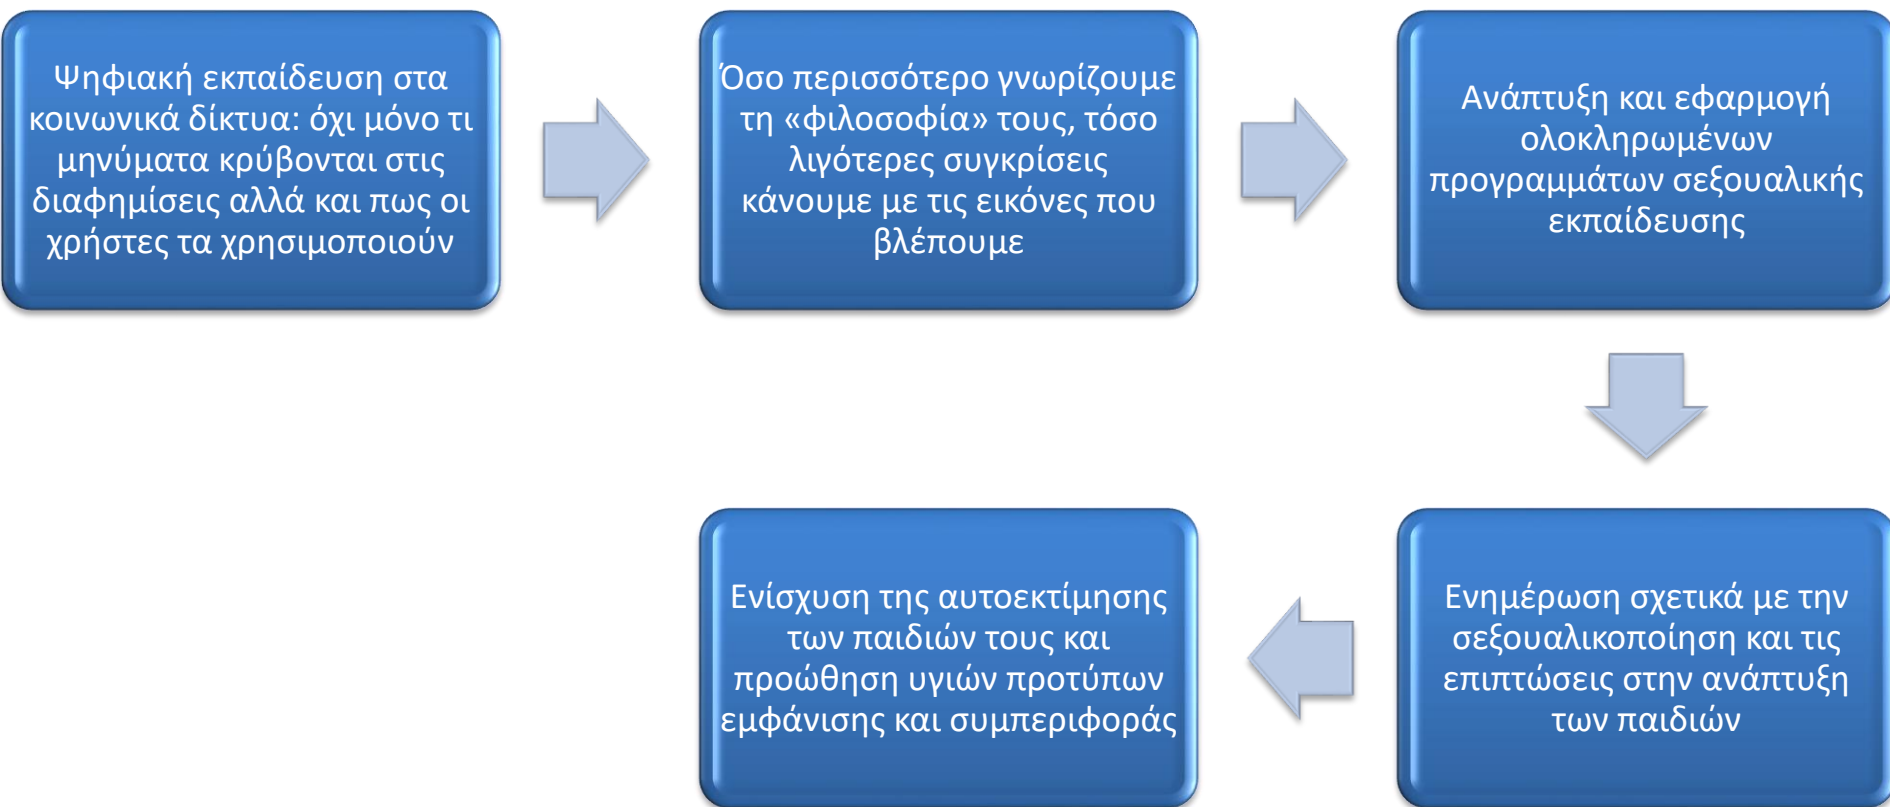 Ψηφιακή εκπαίδευση στα
κοινωνικά δίκτυα: όχι μόνο τι
μηνύματα κρύβονται στις
διαφημίσεις αλλά και πως οι
χρήστες τα χρησιμοποιούν
Όσο περισσότερο γνωρίζουμε
τη «φιλοσοφία» τους, τόσο
λιγότερες συγκρίσεις
κάνουμε με τις εικόνες που
βλέπουμε
Ανάπτυξη και εφαρμογή
ολοκληρωμένων
προγραμμάτων σεξουαλικής
εκπαίδευσης
Ενημέρωση σχετικά με την
σεξουαλικοποίηση και τις
επιπτώσεις στην ανάπτυξη
των παιδιών
Ενίσχυση της αυτοεκτίμησης
των παιδιών τους και
προώθηση υγιών προτύπων
εμφάνισης και συμπεριφοράς